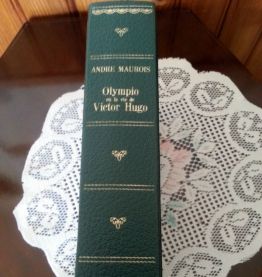 ANDRE MAUROIS
Olympio
ou la vie de
Victor Hugo